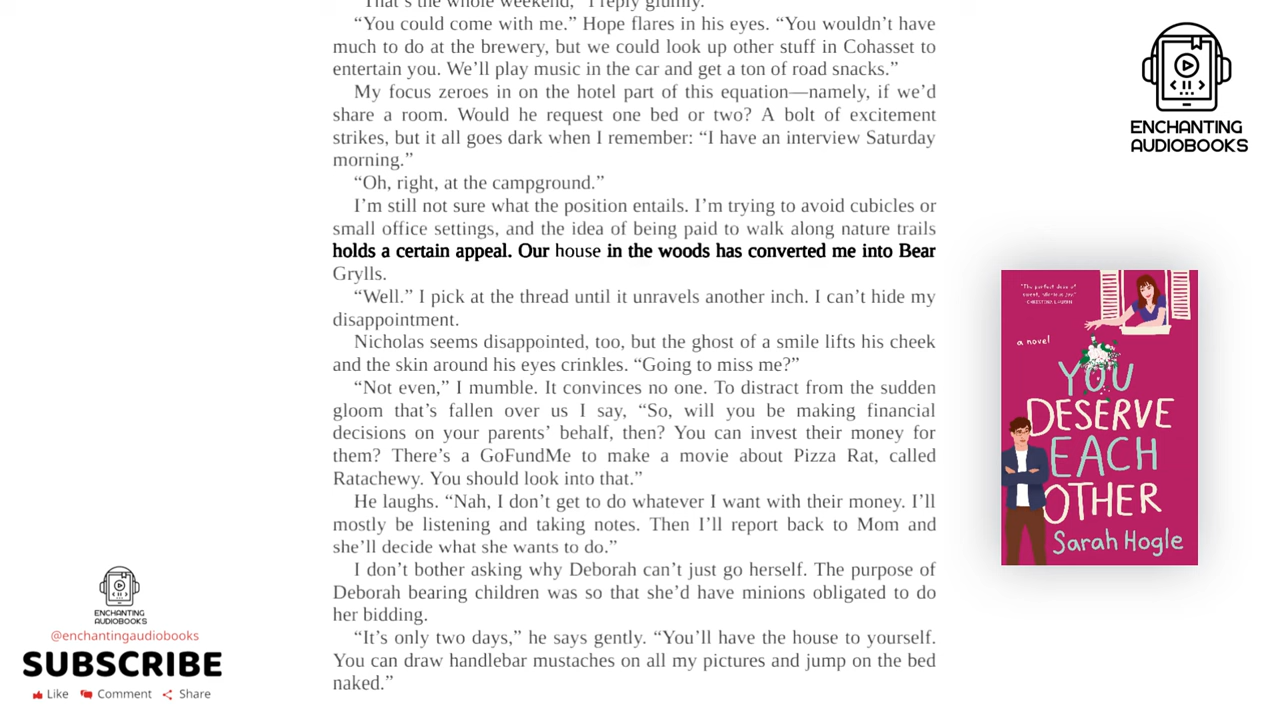 “That’s the whole weekend,” I reply glumly.
“You could come with me.” Hope flares in his eyes. “You wouldn’t have
much to do at the brewery, but we could look up other stuff in Cohasset to
entertain you. We’ll play music in the car and get a ton of road snacks.”
My focus zeroes in on the hotel part of this equation—namely, if we’d
share a room. Would he request one bed or two? A bolt of excitement
strikes, but it all goes dark when I remember: “I have an interview Saturday
morning.”
“Oh, right, at the campground.”
I’m still not sure what the position entails. I’m trying to avoid cubicles or
small office settings, and the idea of being paid to walk along nature trails
holds a certain appeal. Our house in the woods has converted me into Bear
Grylls.
“Well.” I pick at the thread until it unravels another inch. I can’t hide my
disappointment.
Nicholas seems disappointed, too, but the ghost of a smile lifts his cheek
and the skin around his eyes crinkles. “Going to miss me?”
“Not even,” I mumble. It convinces no one. To distract from the sudden
gloom that’s fallen over us I say, “So, will you be making financial
decisions on your parents’ behalf, then? You can invest their money for
them? There’s a GoFundMe to make a movie about Pizza Rat, called
Ratachewy. You should look into that.”
He laughs. “Nah, I don’t get to do whatever I want with their money. I’ll
mostly be listening and taking notes. Then I’ll report back to Mom and
she’ll decide what she wants to do.”
I don’t bother asking why Deborah can’t just go herself. The purpose of
Deborah bearing children was so that she’d have minions obligated to do
her bidding.
“It’s only two days,” he says gently. “You’ll have the house to yourself.
You can draw handlebar mustaches on all my pictures and jump on the bed
naked.”
ENCHANTING
AUDIOBOOKS
a novel
YOU
DESERVE
EACH
OTHER
Sarah Hogle
ENCHANTING
AUDIOBOOKS
@enchantingaudiobooks
SUBSCRIBE
Like Comment Share